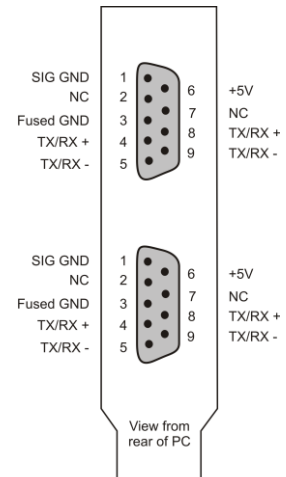 SIG GND 1
NC 2
Fused GND 3
TX/RX + 4
TX/RX - 5
6 +5V
7 NC
8 TX/RX +
9 TX/RX -
SIG GND 1
NC 2
Fused GND 3
TX/RX + 4
TX/RX - 5
6 +5V
7 NC
8 TX/RX +
9 TX/RX -
View from
rear of PC